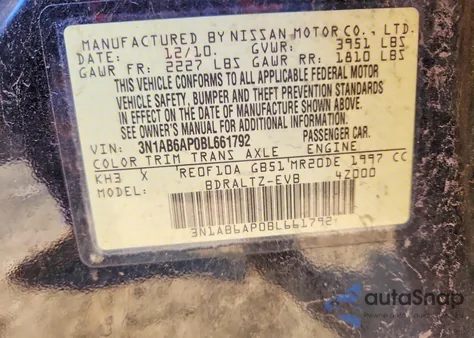 MANUFACTURED BY NISSAN MOTOR CO., LTD.
DATE: 12/10. GVWR: 3951 LBS
GAWR FR: 2227 LBS GAWR RR: 1810 LBS
THIS VEHICLE CONFORMS TO ALL APPLICABLE FEDERAL MOTOR
VEHICLE SAFETY, BUMPER AND THEFT PREVENTION STANDARDS
IN EFFECT ON THE DATE OF MANUFACTURE SHOWN ABOVE.
SEE OWNER'S MANUAL FOR ADDITIONAL INFORMATION.
VIN: 3N1AB6AP0BL661792 PASSENGER CAR.
COLOR TRIM TRANS AXLE ENGINE
KH3 X RE0F10A GB51 MR20DE 1997 CC
MODEL: BDRALTZ-EVB 4Z000
3N1AB6AP0BL661792
autoSnap